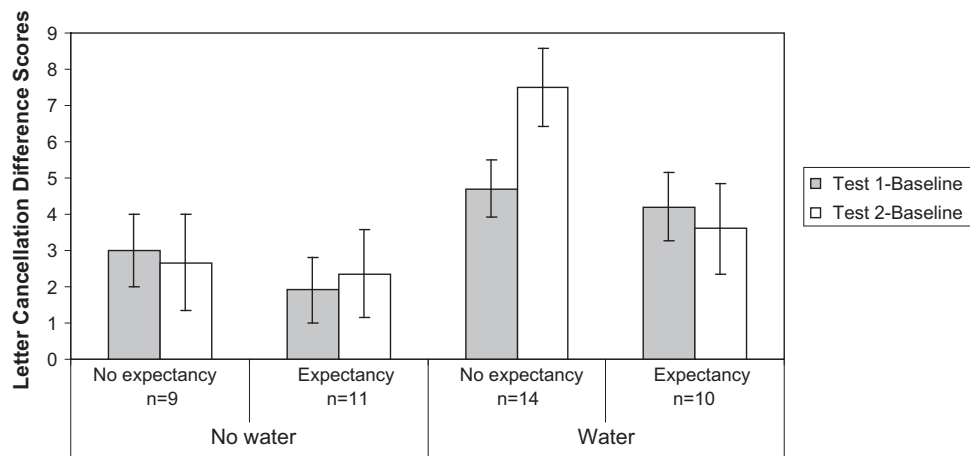 Letter Cancellation Difference Scores
9
8
7
6
5
4
3
2
1
0
No expectancy
n=9
Expectancy
n=11
No expectancy
n=14
Expectancy
n=10
No water
Water
Test 1-Baseline
Test 2-Baseline